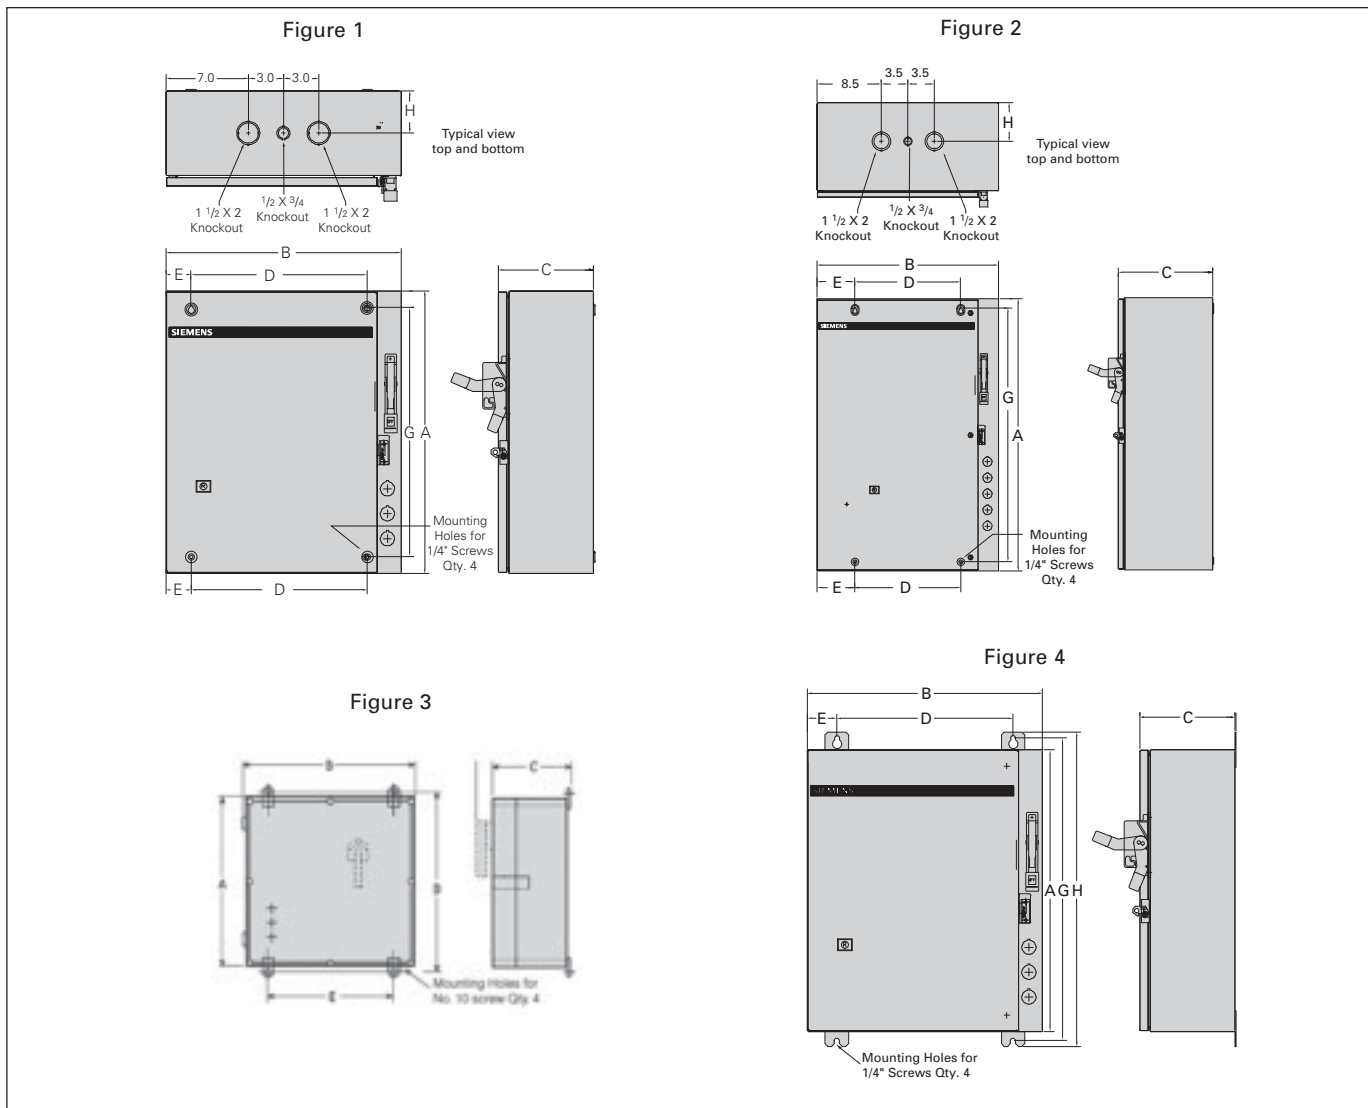 Figure 1
7.0
3.0
3.0
H
Typical view
top and bottom
1 1/2 X 2
Knockout
1/2 X 3/4
Knockout
1 1/2 X 2
Knockout
B
E
D
C
SIEMENS
G
A
Mounting
Holes for
1/4" Screws
Qty. 4
E
D
Figure 2
3.5
3.5
8.5
H
Typical view
top and bottom
1 1/2 X 2
Knockout
1/2 X 3/4
Knockout
1 1/2 X 2
Knockout
B
E
D
C
SIEMENS
G
A
Mounting
Holes for
1/4" Screws
Qty. 4
E
D
Figure 3
C
A
E
Mounting Holes for
No. 10 screw Qty. 4
Figure 4
B
E
D
C
SIEMENS
A
G
H
Mounting Holes for
1/4" Screws Qty. 4